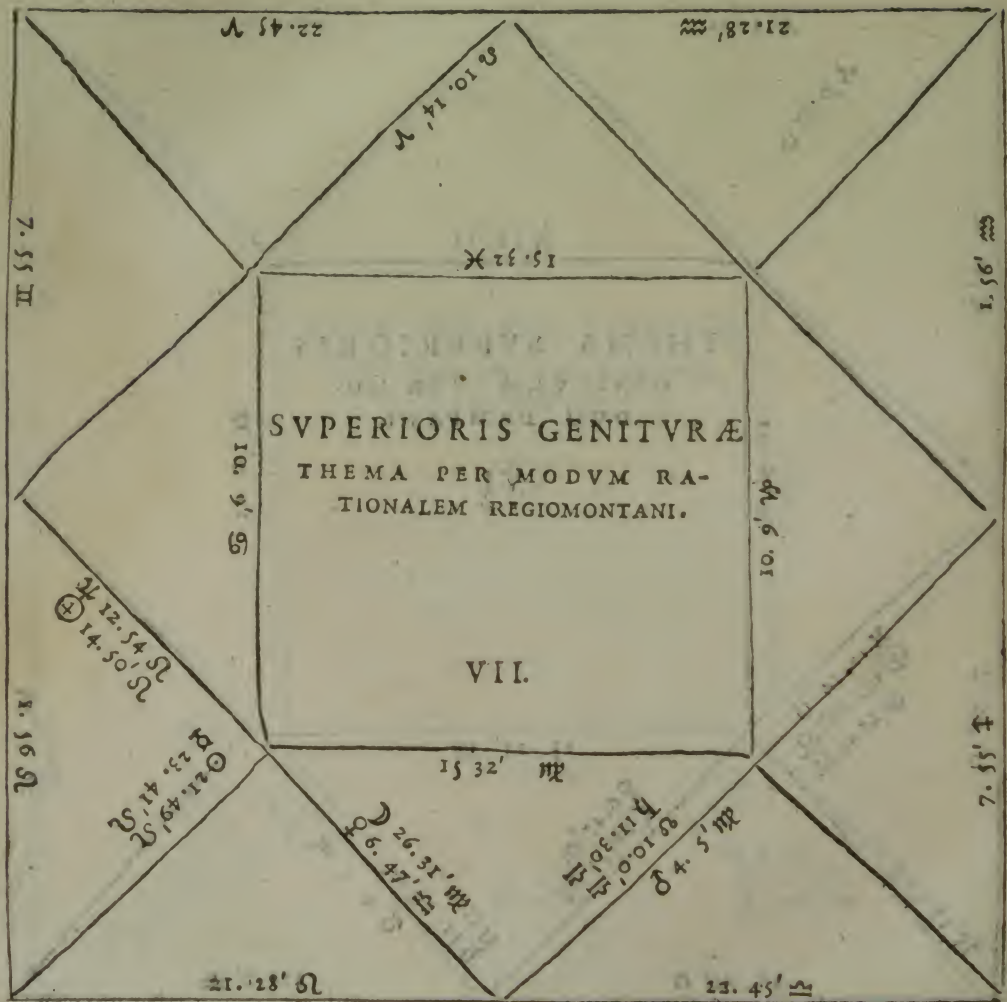 22.45 ♈
21.28' ♒
☊ 10.14' ♈
7.55 ♊
1.56' ♒
15.32 ♓
SVPERIORIS GENITVRÆ
THEMA PER MODVM RA-
TIONALEM REGIOMONTANI.
10. 9' ♋
10. 9' ♑
♃ 12.54 ♌
⊕ 14.50' ♌
VII.
1.56 ♌
☉ 21.49' ♌
☿ 23.41' ♌
15 32' ♍
☽ 26.31' ♍
♀ 6.47' ♎
☋ 10.0.' ♎
♄ 11.30' ♎
♂ 4. 5,' ♏
7.55' ♐
21. 28' ♌
22. 45' ♎